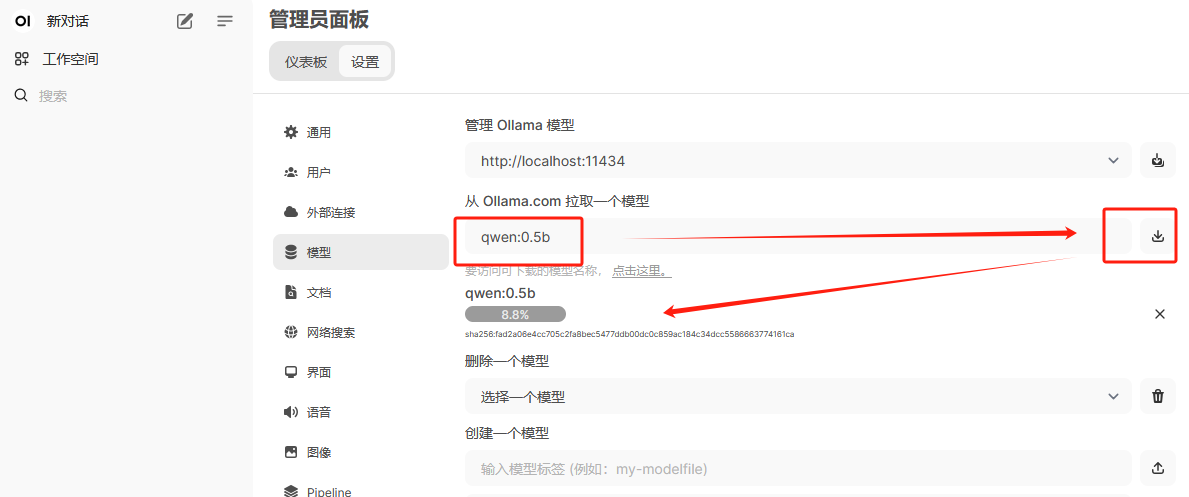 OI 新对话
工作空间
搜索
管理员面板
仪表板 设置
通用
用户
外部连接
模型
文档
网络搜索
界面
语音
图像
Pipeline
管理 Ollama 模型
http://localhost:11434
从 Ollama.com 拉取一个模型
qwen:0.5b
要访问可下载的模型名称，点击这里。
qwen:0.5b
8.8%
sha256:fad2a06e4cc705c2fa8bec5477ddb00dc0c859ac184c34dcc5586663774161ca
删除一个模型
选择一个模型
创建一个模型
输入模型标签 (例如：my-modelfile)